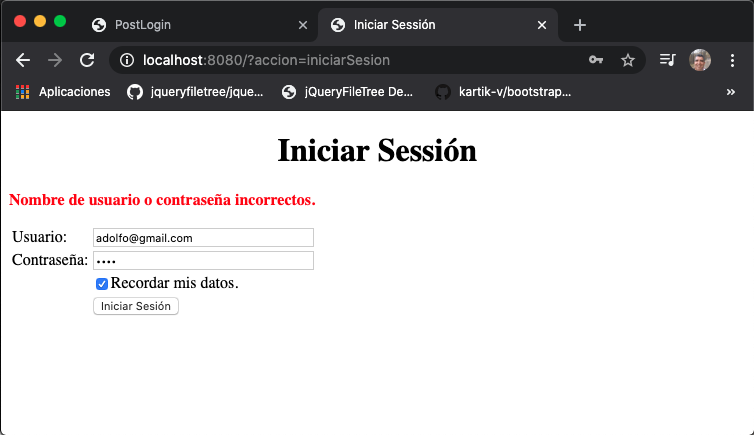 PostLogin
Iniciar Sessión
localhost:8080/?accion=iniciarSesion
Aplicaciones
jqueryfiletree/jque...
jQueryFileTree De...
kartik-v/bootstrap...
»
Iniciar Sessión
Nombre de usuario o contraseña incorrectos.
Usuario: adolfo@gmail.com
Contraseña: ••••
Recordar mis datos.
Iniciar Sesión